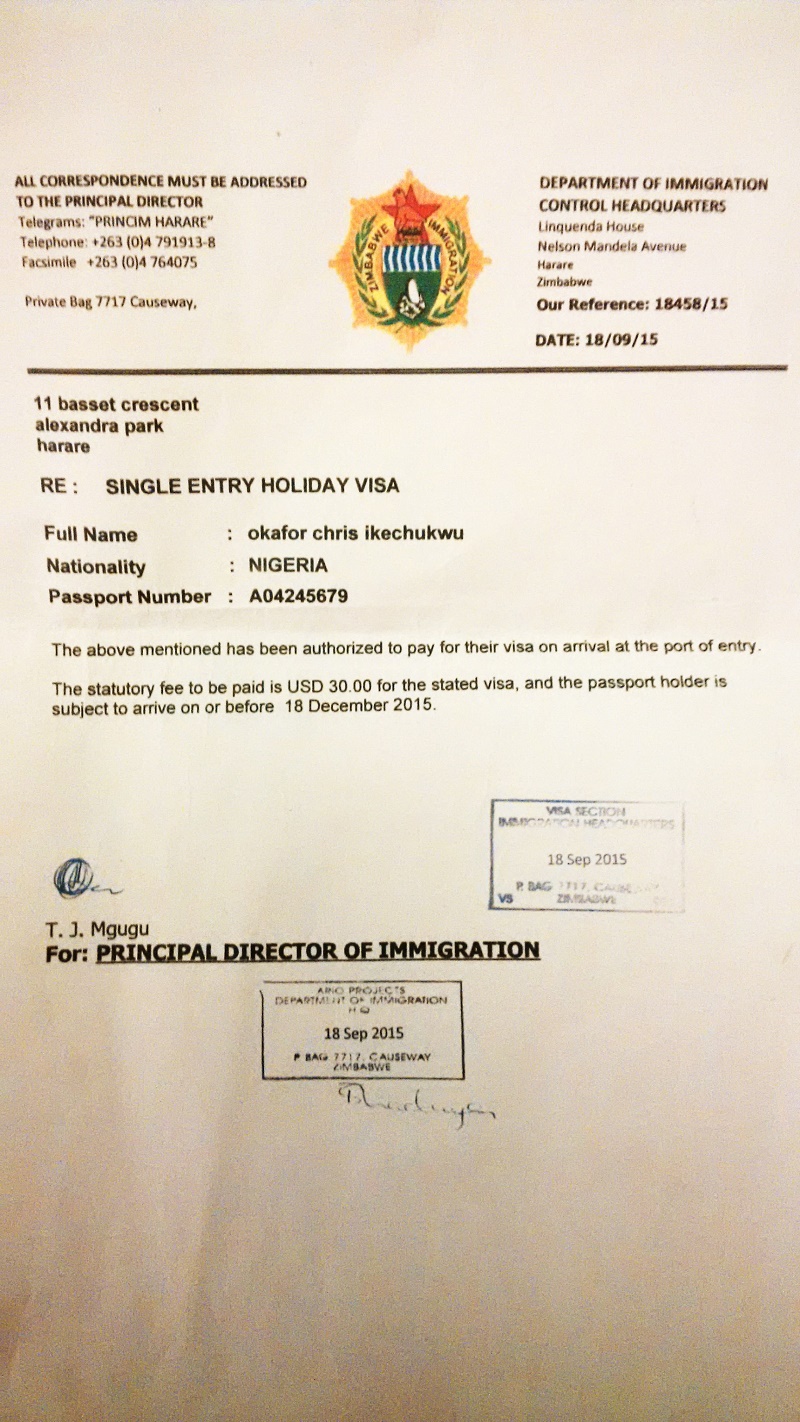 ALL CORRESPONDENCE MUST BE ADDRESSED
TO THE PRINCIPAL DIRECTOR
Telegrams: "PRINCIM HARARE"
Telephone: +263 (0)4 791913-8
Facsimile +263 (0)4 764075
Private Bag 7717 Causeway,
ZIMBABWE IMMIGRATION
DEPARTMENT OF IMMIGRATION
CONTROL HEADQUARTERS
Linquenda House
Nelson Mandela Avenue
Harare
Zimbabwe
Our Reference: 18458/15
DATE: 18/09/15
11 basset crescent
alexandra park
harare
RE : SINGLE ENTRY HOLIDAY VISA
Full Name : okafor chris ikechukwu
Nationality : NIGERIA
Passport Number : A04245679
The above mentioned has been authorized to pay for their visa on arrival at the port of entry.
The statutory fee to be paid is USD 30.00 for the stated visa, and the passport holder is
subject to arrive on or before 18 December 2015.
VISA SECTION
IMMIGRATION HEADQUARTERS
18 Sep 2015
P. BAG 7717, CAUSEWAY
VS ZIMBABWE
T. J. Mgugu
For: PRINCIPAL DIRECTOR OF IMMIGRATION
PROJECTS
DEPARTMENT OF IMMIGRATION
H Q
18 Sep 2015
P BAG 7717, CAUSEWAY
ZIMBABWE